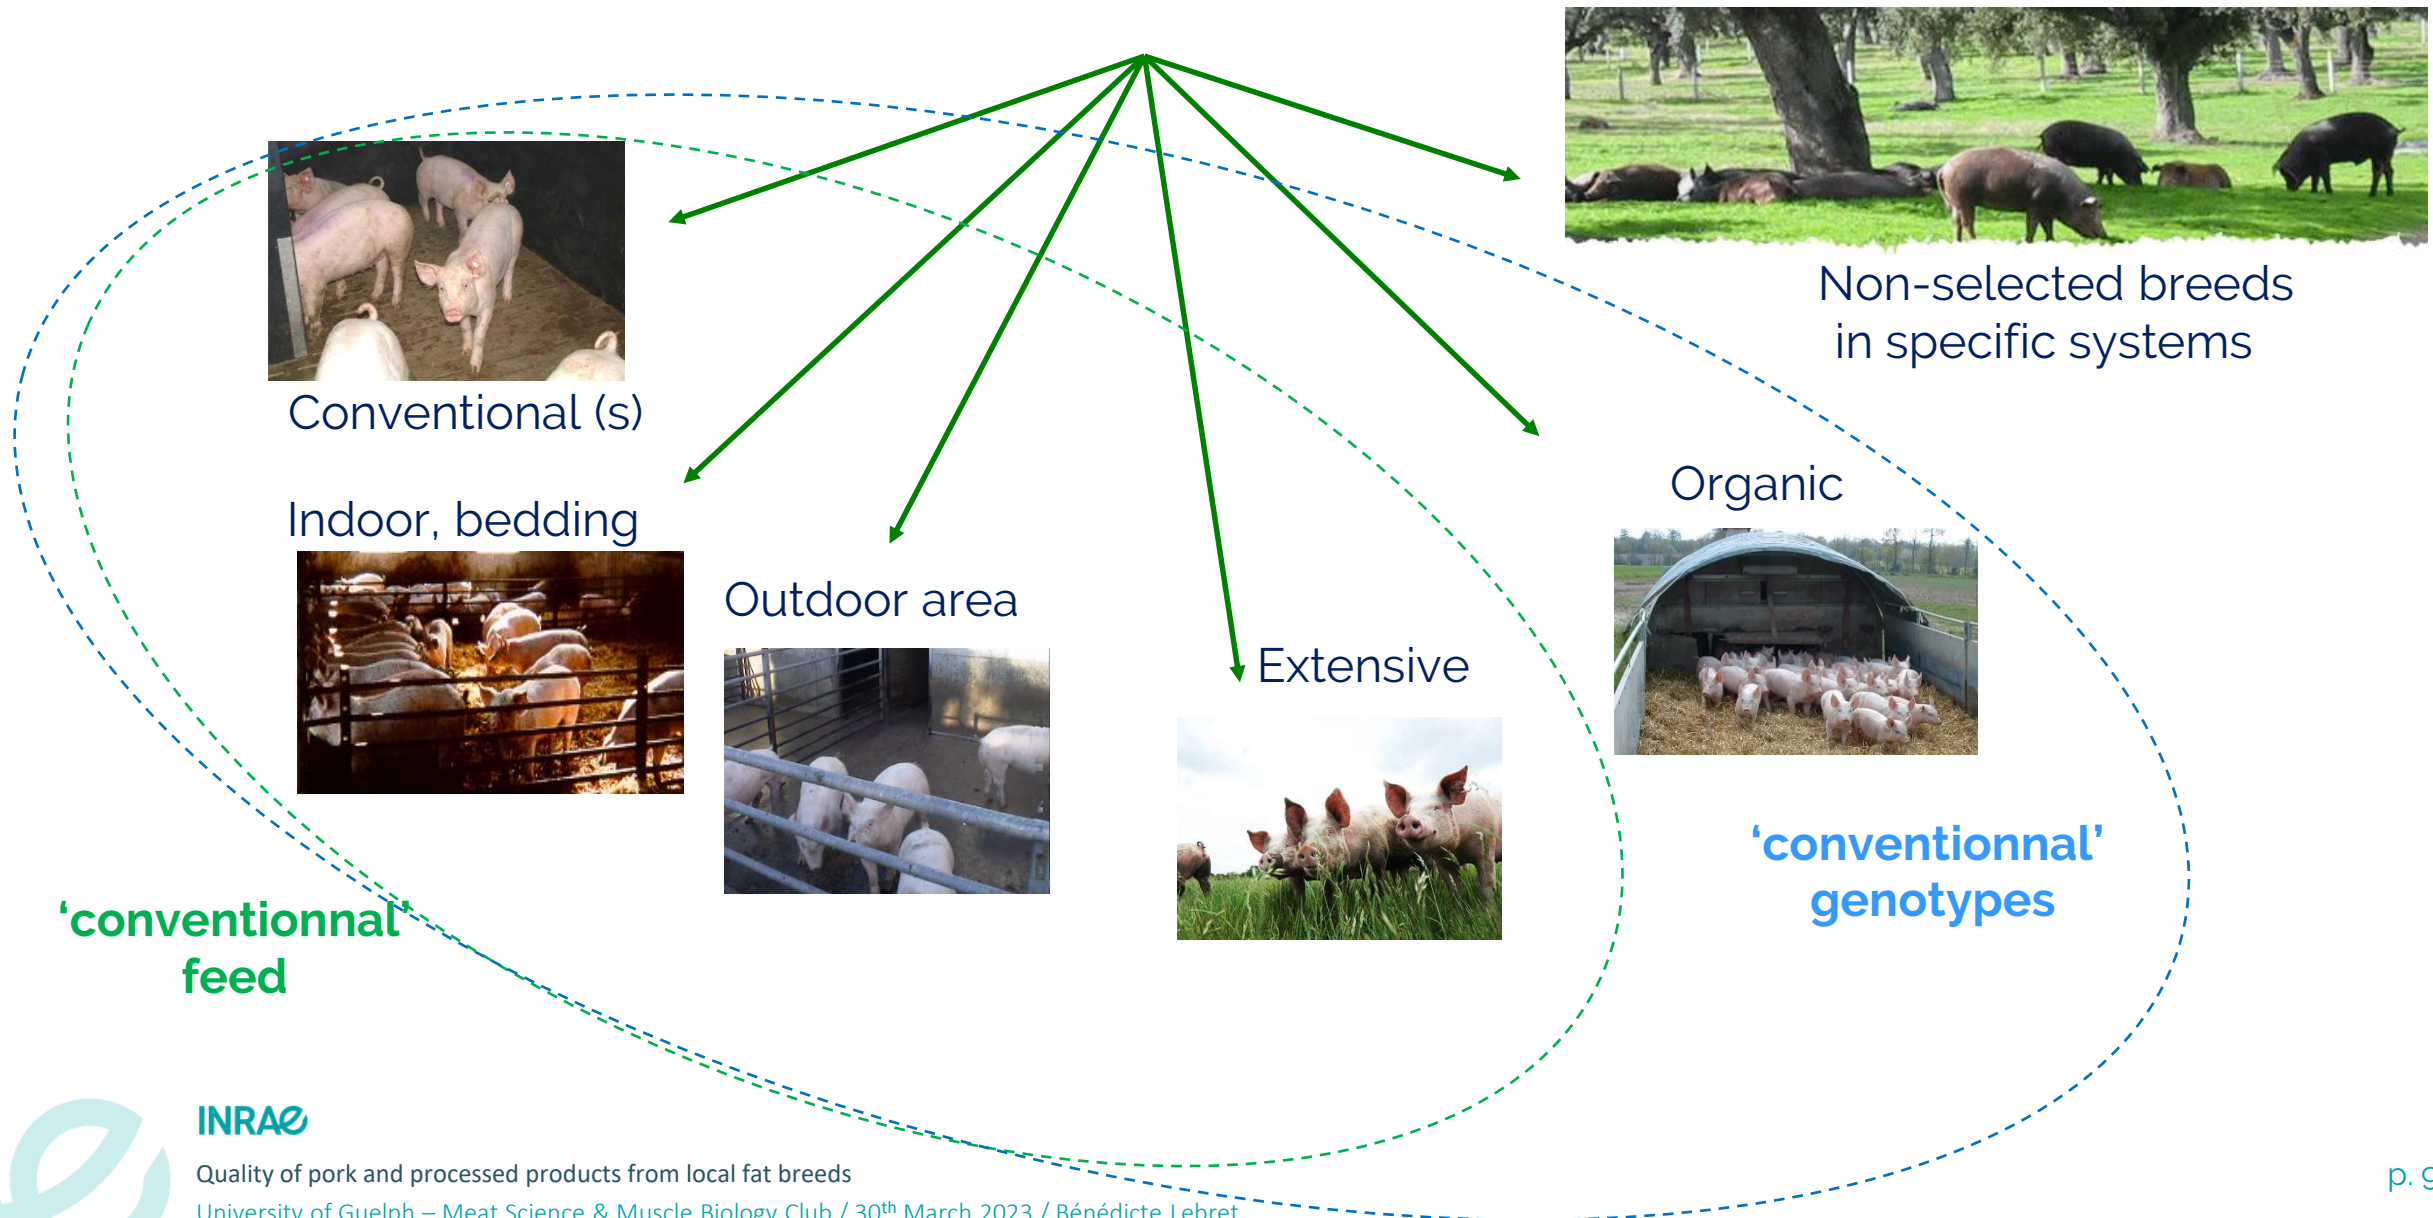 Non-selected breeds
in specific systems
Conventional (s)
Indoor, bedding
Organic
Outdoor area
Extensive
‘conventionnal’
genotypes
‘conventionnal’
feed
INRAE
Quality of pork and processed products from local fat breeds
University of Guelph – Meat Science & Muscle Biology Club / 30th March 2023 / Bénédicte Lebret
p. 9